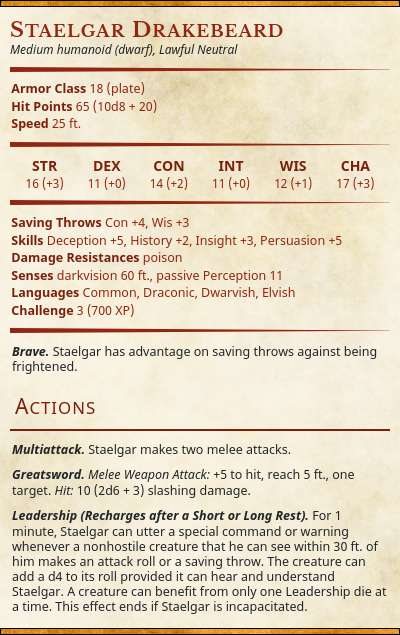 Staelgar Drakebeard
Medium humanoid (dwarf), Lawful Neutral
Armor Class 18 (plate)
Hit Points 65 (10d8 + 20)
Speed 25 ft.
STR DEX CON INT WIS CHA
16 (+3) 11 (+0) 14 (+2) 11 (+0) 12 (+1) 17 (+3)
Saving Throws Con +4, Wis +3
Skills Deception +5, History +2, Insight +3, Persuasion +5
Damage Resistances poison
Senses darkvision 60 ft., passive Perception 11
Languages Common, Draconic, Dwarvish, Elvish
Challenge 3 (700 XP)
Brave. Staelgar has advantage on saving throws against being
frightened.
Actions
Multiattack. Staelgar makes two melee attacks.
Greatsword. Melee Weapon Attack: +5 to hit, reach 5 ft., one
target. Hit: 10 (2d6 + 3) slashing damage.
Leadership (Recharges after a Short or Long Rest). For 1
minute, Staelgar can utter a special command or warning
whenever a nonhostile creature that he can see within 30 ft. of
him makes an attack roll or a saving throw. The creature can
add a d4 to its roll provided it can hear and understand
Staelgar. A creature can benefit from only one Leadership die at
a time. This effect ends if Staelgar is incapacitated.